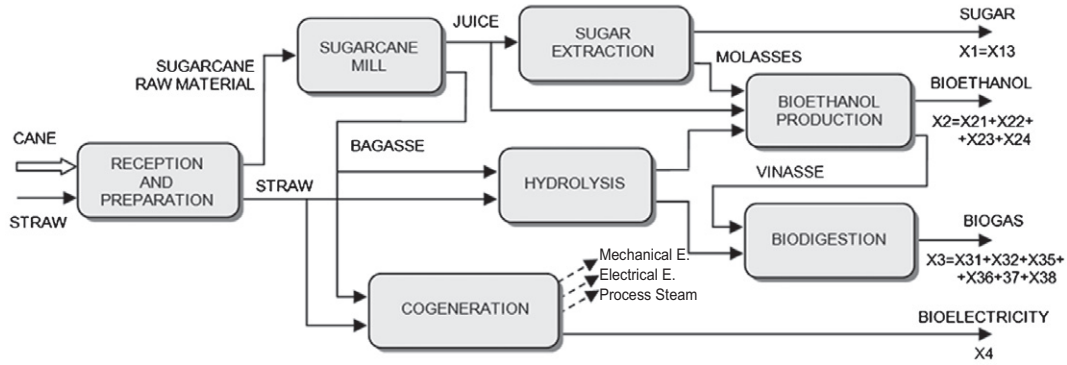 JUICE
SUGAR
SUGARCANE
MILL
SUGAR
EXTRACTION
X1=X13
SUGARCANE
RAW MATERIAL
MOLASSES
BIOETHANOL
PRODUCTION
BIOETHANOL
X2=X21+X22+
+X23+X24
CANE
STRAW
RECEPTION
AND
PREPARATION
BAGASSE
STRAW
HYDROLYSIS
VINASSE
BIODIGESTION
BIOGAS
X3=X31+X32+X35+
+X36+37+X38
COGENERATION
Mechanical E.
Electrical E.
Process Steam
BIOELECTRICITY
X4